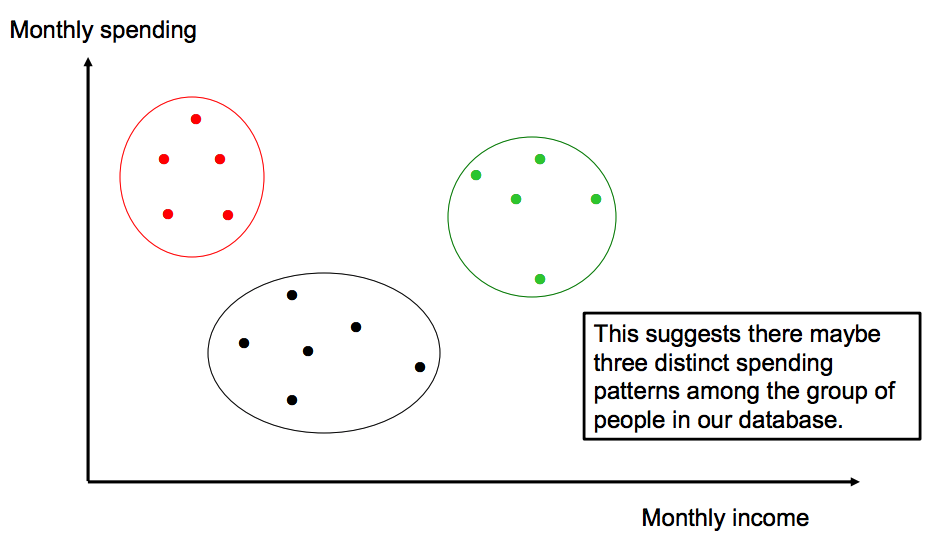 Monthly spending
This suggests there maybe
three distinct spending
patterns among the group of
people in our database.
Monthly income